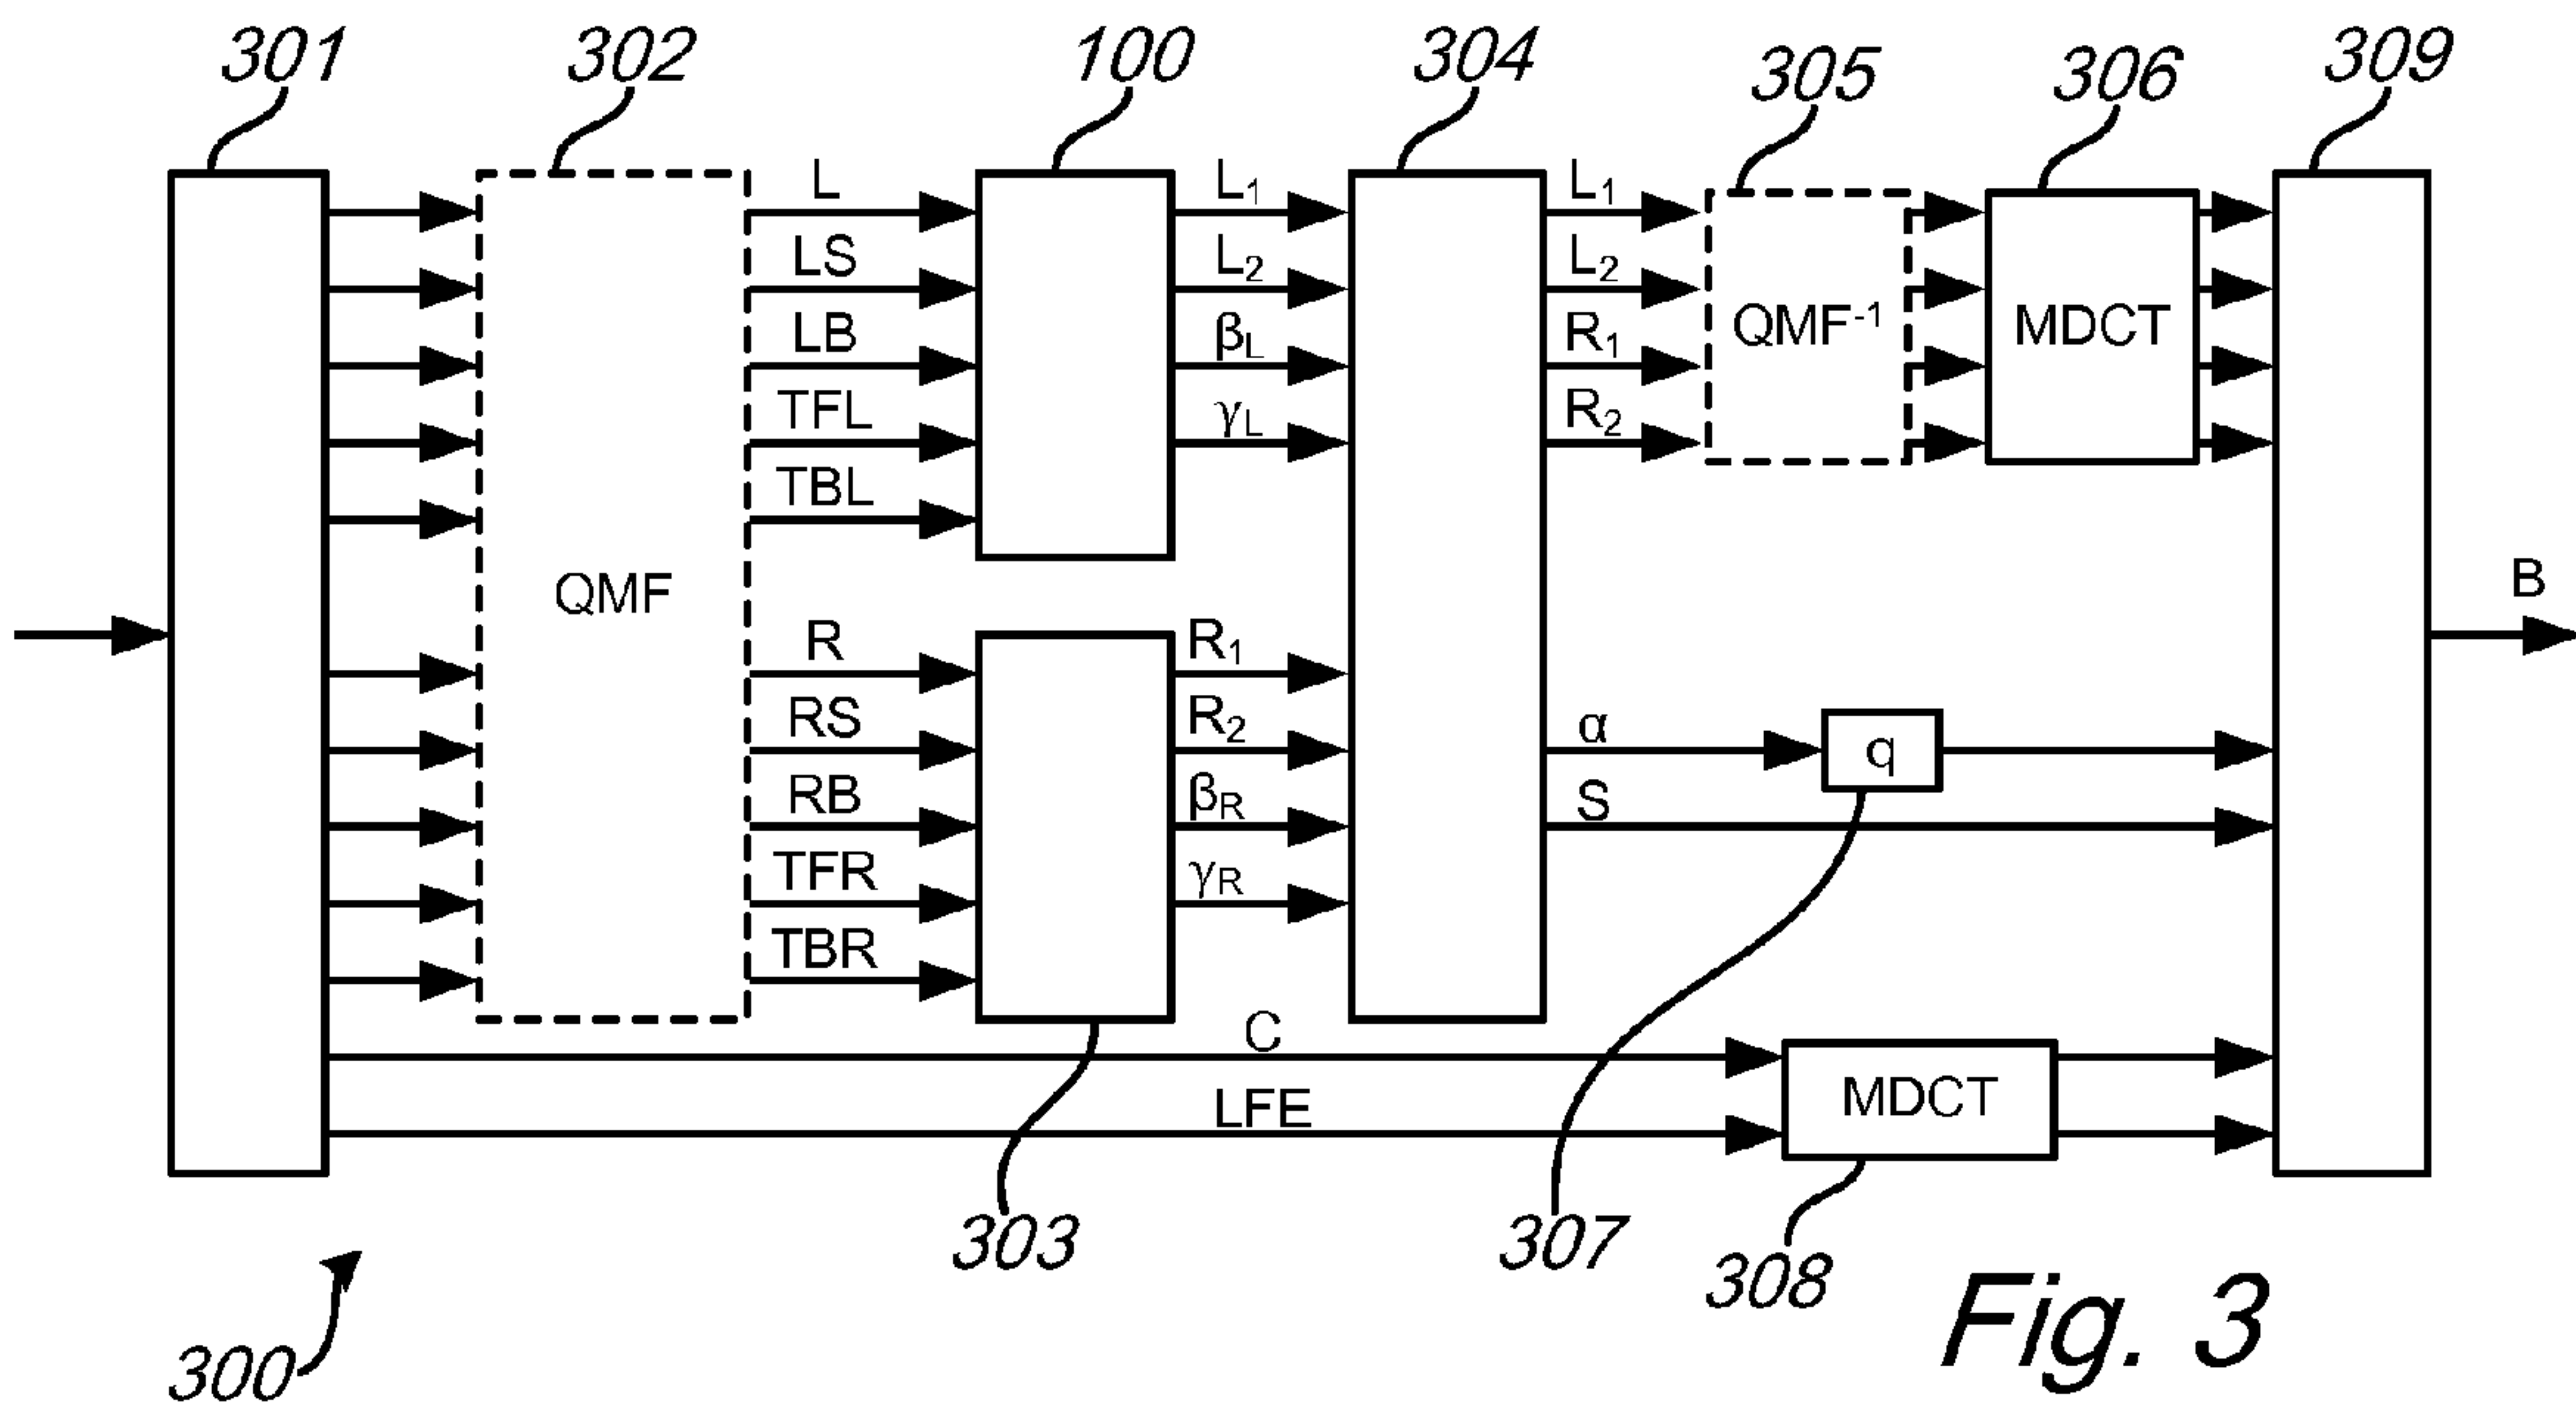 301 302 100 304 305 306 309
L L₁ L₁
LS L₂ L₂
LB βL R₁ QMF⁻¹ MDCT
TFL γL R₂
TBL
QMF B
R R₁
RS R₂ α q
RB βR S
TFR γR
TBR
C
LFE MDCT
303 307 308
300 Fig. 3